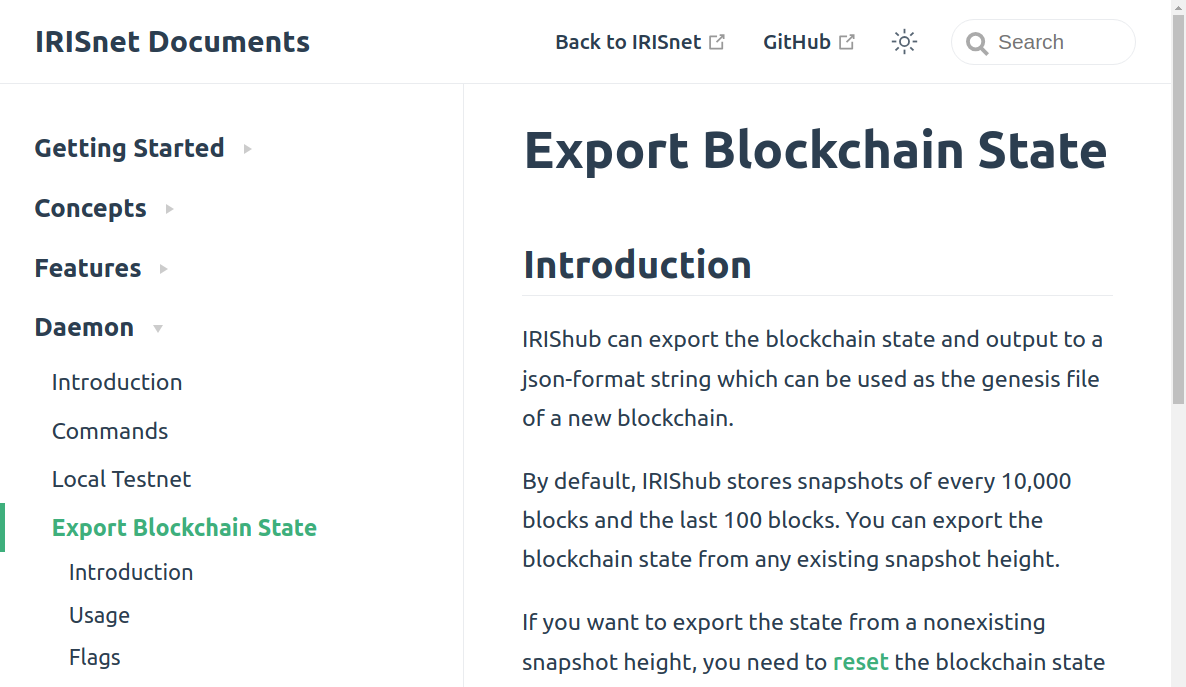 IRISnet Documents
Back to IRISnet
GitHub
Search
Getting Started
Concepts
Features
Daemon
Introduction
Commands
Local Testnet
Export Blockchain State
Introduction
Usage
Flags
Export Blockchain State
Introduction
IRIShub can export the blockchain state and output to a
json-format string which can be used as the genesis file
of a new blockchain.
By default, IRIShub stores snapshots of every 10,000
blocks and the last 100 blocks. You can export the
blockchain state from any existing snapshot height.
If you want to export the state from a nonexisting
snapshot height, you need to reset the blockchain state